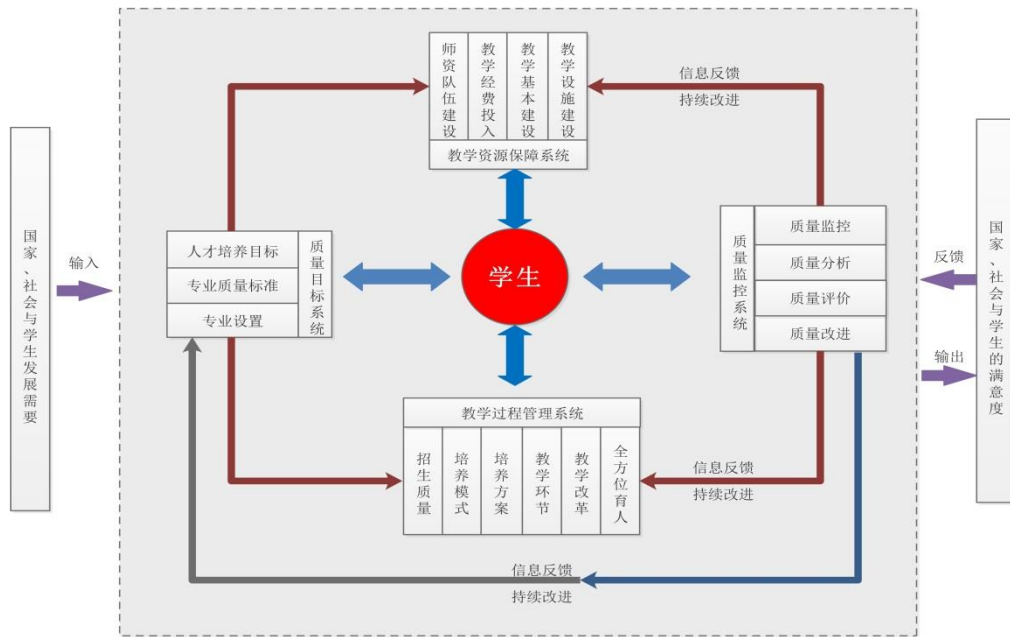 师资队伍建设
教学经费投入
教学基本建设
教学设施建设
教学资源保障系统
信息反馈
持续改进
国家、社会与学生发展需要
输入
人才培养目标
专业质量标准
专业设置
质量目标系统
学生
质量监控系统
质量监控
质量分析
质量评价
质量改进
反馈
输出
国家、社会与学生的满意度
教学过程管理系统
招生质量
培养模式
培养方案
教学环节
教学改革
全方位育人
信息反馈
持续改进
信息反馈
持续改进